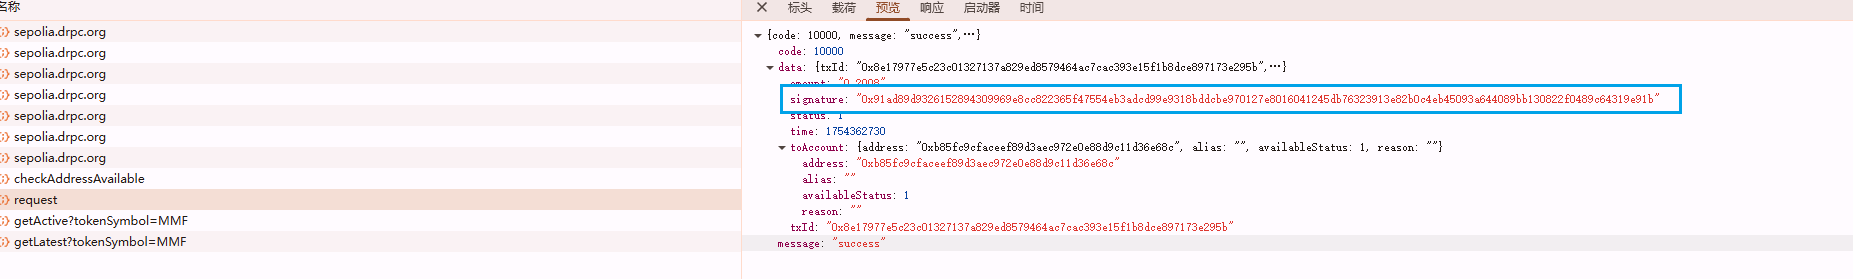 名称
sepolia.drpc.org
sepolia.drpc.org
sepolia.drpc.org
sepolia.drpc.org
sepolia.drpc.org
sepolia.drpc.org
sepolia.drpc.org
checkAddressAvailable
request
getActive?tokenSymbol=MMF
getLatest?tokenSymbol=MMF
标头 载荷 预览 响应 启动器 时间
{code: 10000, message: "success",…}
code: 10000
data: {txId: "0x8e17977e5c23c01327137a829ed8579464ac7cac393e15f1b8dce897173e295b",…}
amount: "0.2008"
signature: "0x91ad89d9326152894309969e8cc822365f47554eb3adcd99e9318bddcbe970127e8016041245db76323913e82b0c4eb45093a644089bb130822f0489c64319e91b"
status: 1
time: 1754362730
toAccount: {address: "0xb85fc9cfaceef89d3aec972e0e88d9c11d36e68c", alias: "", availableStatus: 1, reason: ""}
address: "0xb85fc9cfaceef89d3aec972e0e88d9c11d36e68c"
alias: ""
availableStatus: 1
reason: ""
txId: "0x8e17977e5c23c01327137a829ed8579464ac7cac393e15f1b8dce897173e295b"
message: "success"